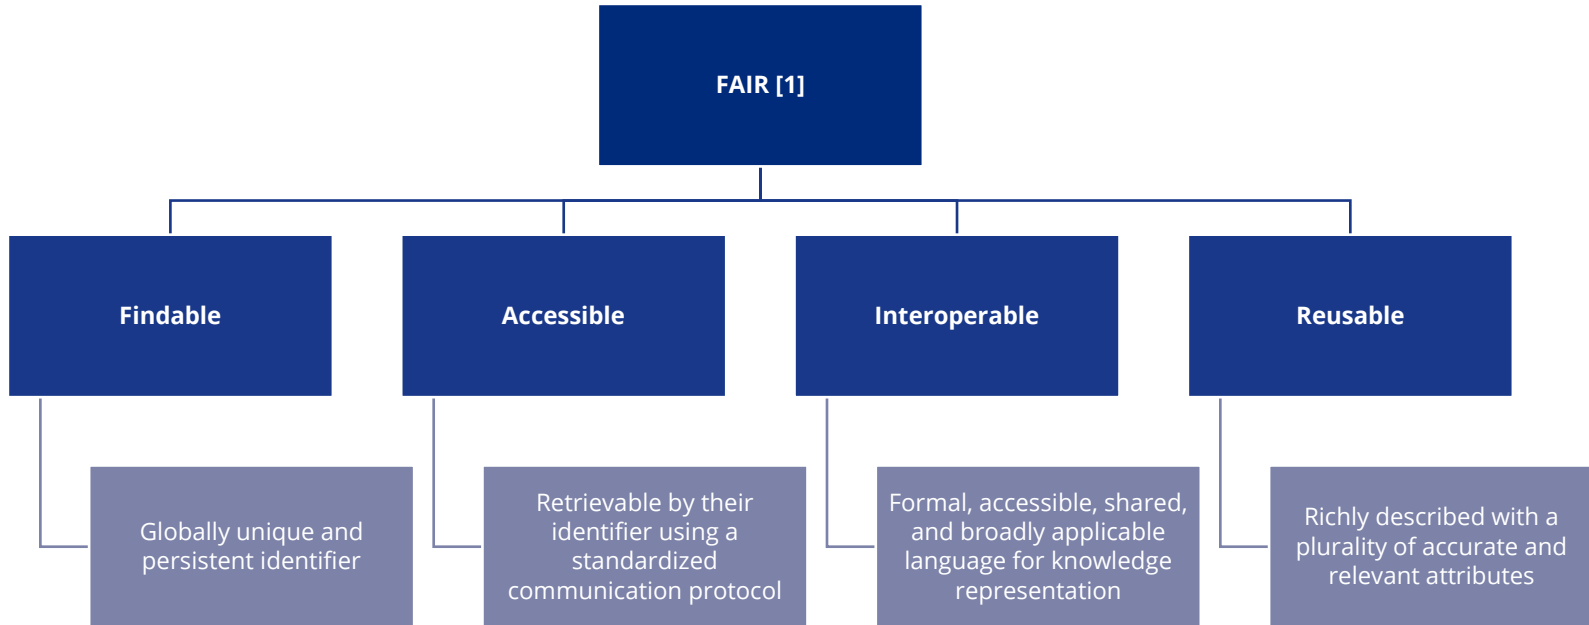 FAIR [1]
Findable
Accessible
Interoperable
Reusable
Globally unique and
persistent identifier
Retrievable by their
identifier using a
standardized
communication protocol
Formal, accessible, shared,
and broadly applicable
language for knowledge
representation
Richly described with a
plurality of accurate and
relevant attributes